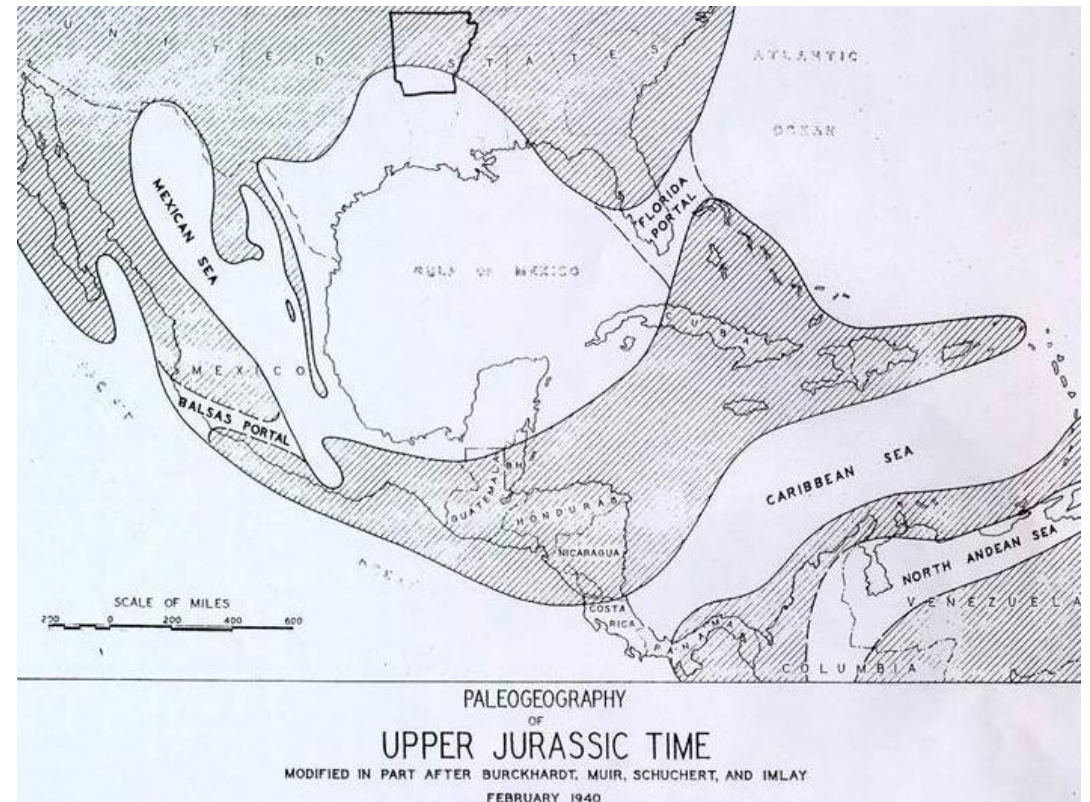 UNITED STATES
ATLANTIC
OCEAN
MEXICAN SEA
FLORIDA
PORTAL
GULF OF MEXICO
CUBA
MEXICO
BALSAS PORTAL
GUATEMALA
B H
HONDURAS
CARIBBEAN SEA
NICARAGUA
NORTH ANDEAN SEA
COSTA
RICA
VENEZUELA
PANAMA
COLUMBIA
OCEAN
SCALE OF MILES
200 0 200 400 600
PALEOGEOGRAPHY
OF
UPPER JURASSIC TIME
MODIFIED IN PART AFTER BURCKHARDT, MUIR, SCHUCHERT, AND IMLAY
FEBRUARY 1940